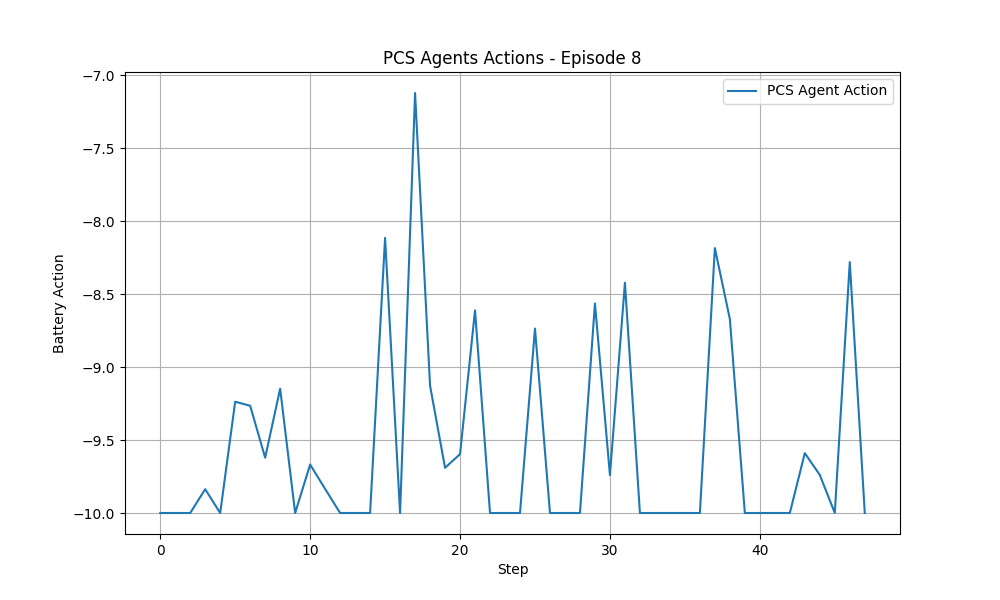 PCS Agents Actions - Episode 8
PCS Agent Action
Battery Action
−7.0
−7.5
−8.0
−8.5
−9.0
−9.5
−10.0
0 10 20 30 40
Step